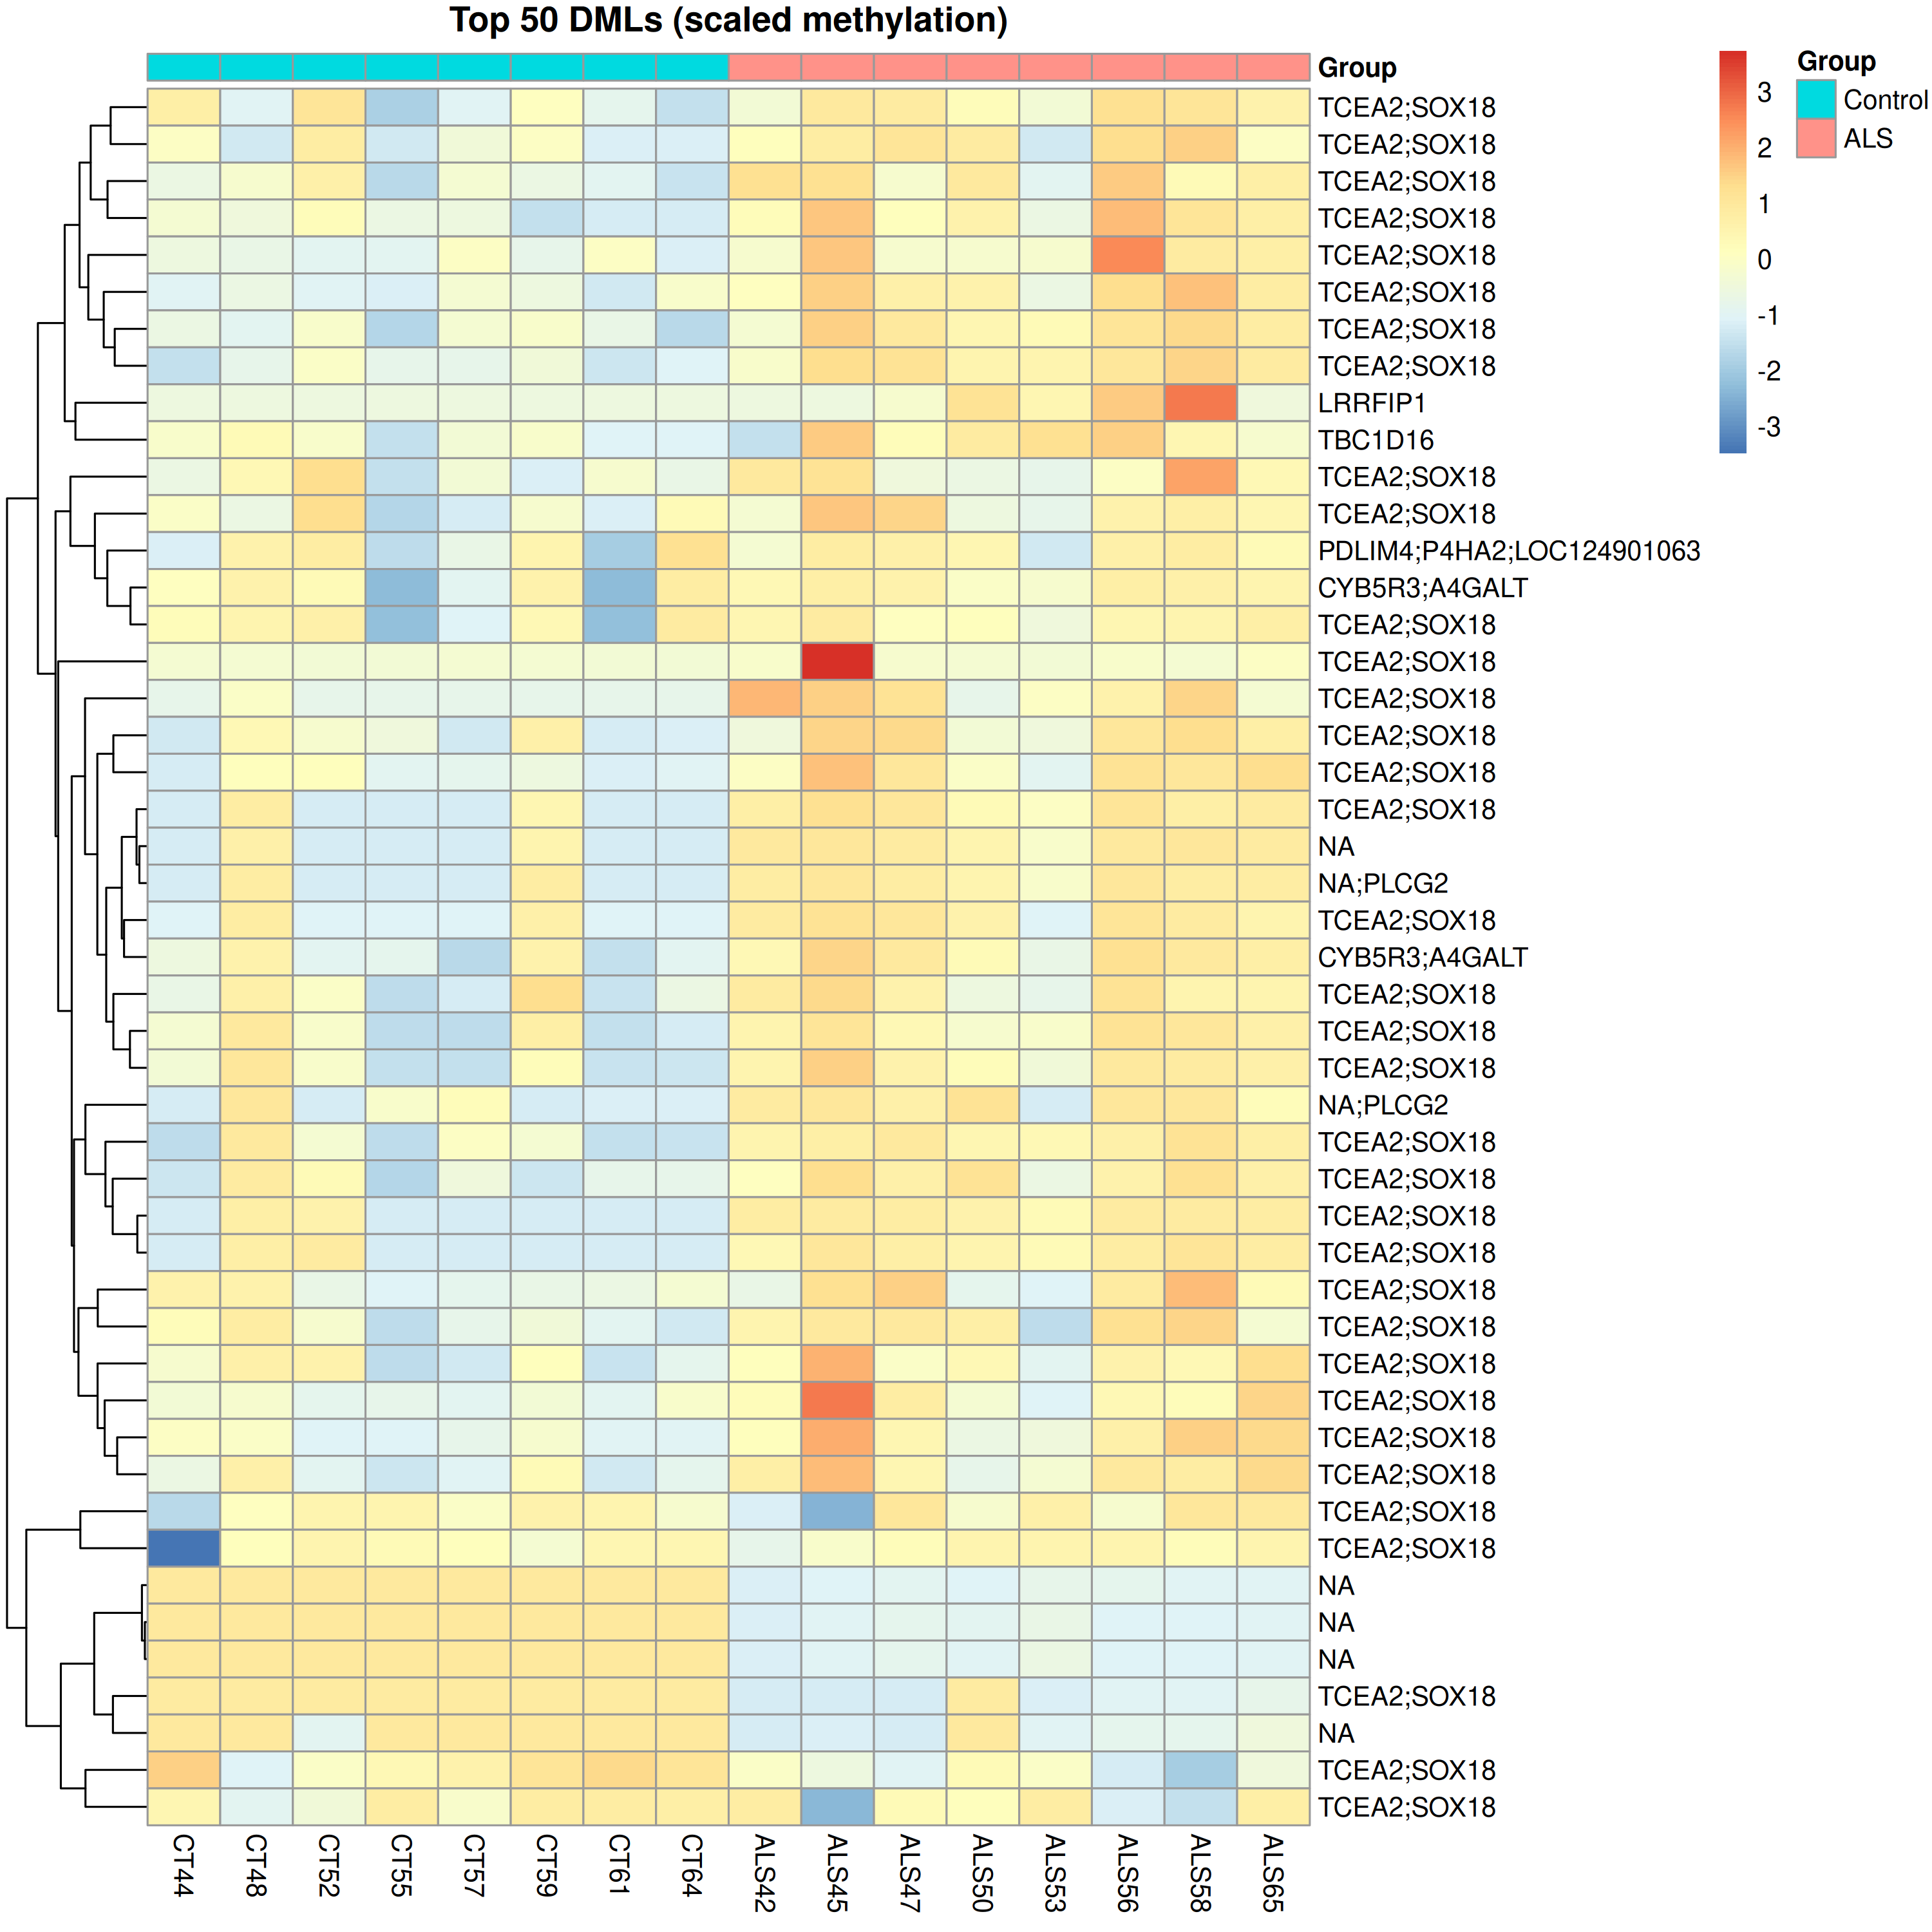 Top 50 DMLs (scaled methylation)
Group
TCEA2;SOX18
TCEA2;SOX18
TCEA2;SOX18
TCEA2;SOX18
TCEA2;SOX18
TCEA2;SOX18
TCEA2;SOX18
TCEA2;SOX18
LRRFIP1
TBC1D16
TCEA2;SOX18
TCEA2;SOX18
PDLIM4;P4HA2;LOC124901063
CYB5R3;A4GALT
TCEA2;SOX18
TCEA2;SOX18
TCEA2;SOX18
TCEA2;SOX18
TCEA2;SOX18
TCEA2;SOX18
NA
NA;PLCG2
TCEA2;SOX18
CYB5R3;A4GALT
TCEA2;SOX18
TCEA2;SOX18
TCEA2;SOX18
NA;PLCG2
TCEA2;SOX18
TCEA2;SOX18
TCEA2;SOX18
TCEA2;SOX18
TCEA2;SOX18
TCEA2;SOX18
TCEA2;SOX18
TCEA2;SOX18
TCEA2;SOX18
TCEA2;SOX18
TCEA2;SOX18
TCEA2;SOX18
NA
NA
NA
TCEA2;SOX18
NA
TCEA2;SOX18
TCEA2;SOX18
CT44
CT48
CT52
CT55
CT57
CT59
CT61
CT64
ALS42
ALS45
ALS47
ALS50
ALS53
ALS56
ALS58
ALS65
3
2
1
0
-1
-2
-3
Group
Control
ALS